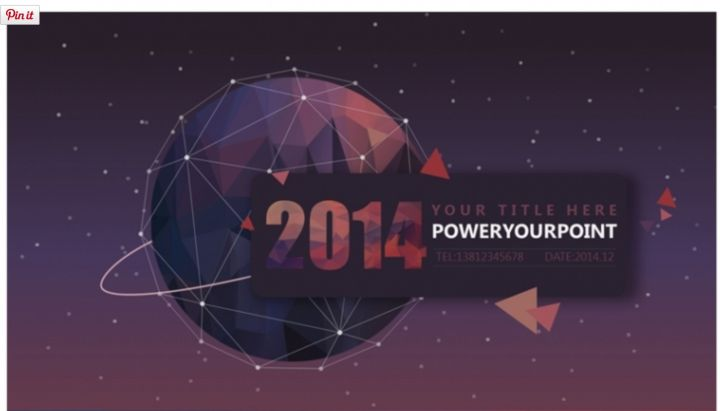 Pin it
2014
YOUR TITLE HERE
POWERYOURPOINT
TEL:13812345678 DATE:2014.12